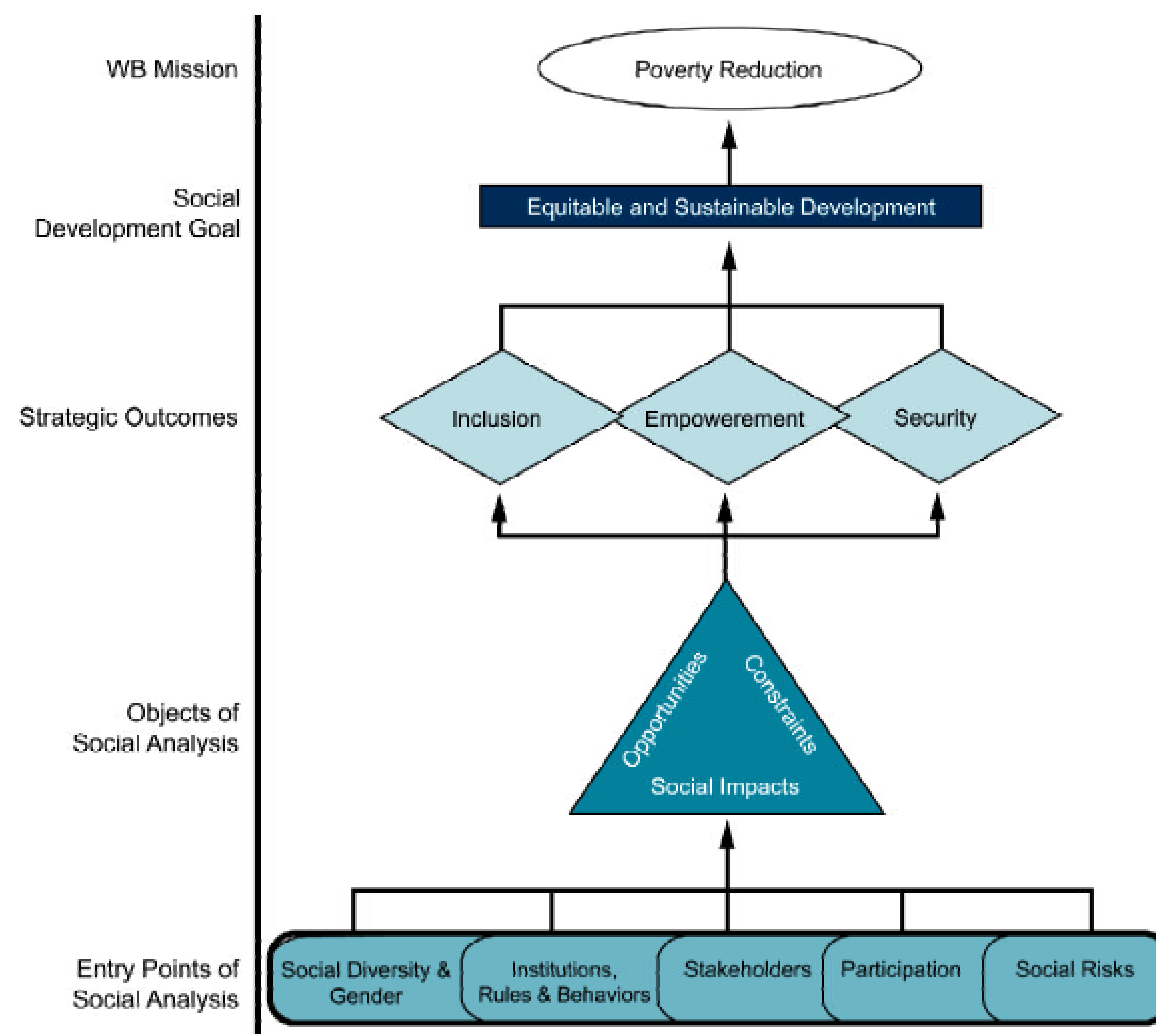 WB Mission
Poverty Reduction
Social
Development Goal
Equitable and Sustainable Development
Strategic Outcomes
Inclusion
Empowerement
Security
Objects of
Social Analysis
Opportunities
Constraints
Social Impacts
Entry Points of
Social Analysis
Social Diversity &
Gender
Institutions,
Rules & Behaviors
Stakeholders
Participation
Social Risks